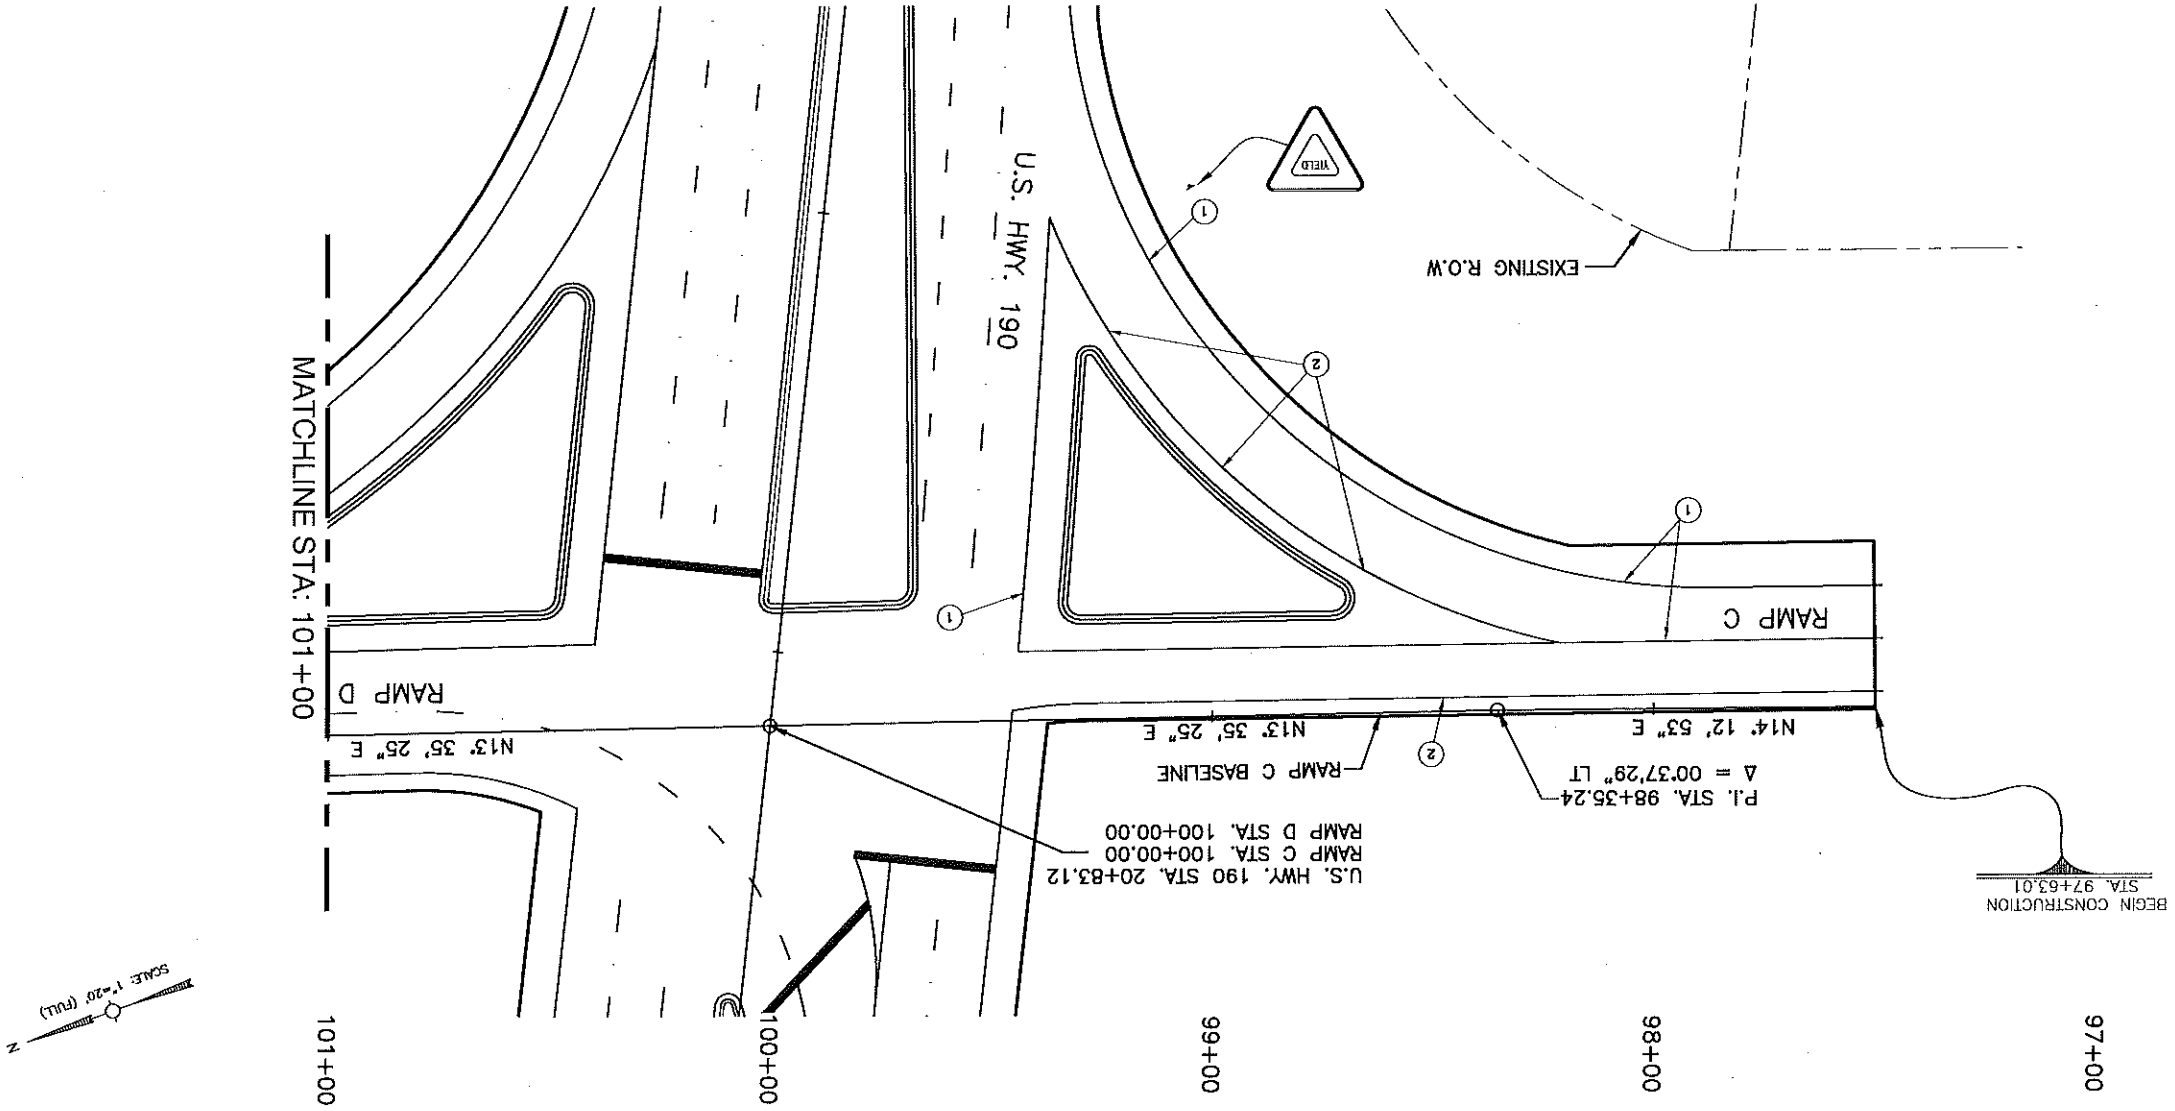 BEGIN CONSTRUCTION
STA. 97+63.01
U.S. HWY. 190 STA. 20+83.12
RAMP C STA. 100+00.00
RAMP D STA. 100+00.00
P.I. STA. 98+35.24
Δ = 00°37'29" LT
RAMP C BASELINE
2
N14° 12' 53" E
N13° 35' 25" E
N13° 35' 25" E
RAMP D
RAMP C
1
1
2
1
EXISTING R.O.W
YIELD
U.S. HWY. 190
MATCHLINE STA: 101+00
97+00
98+00
99+00
100+00
101+00
N
SCALE: 1"=20' (FULL)